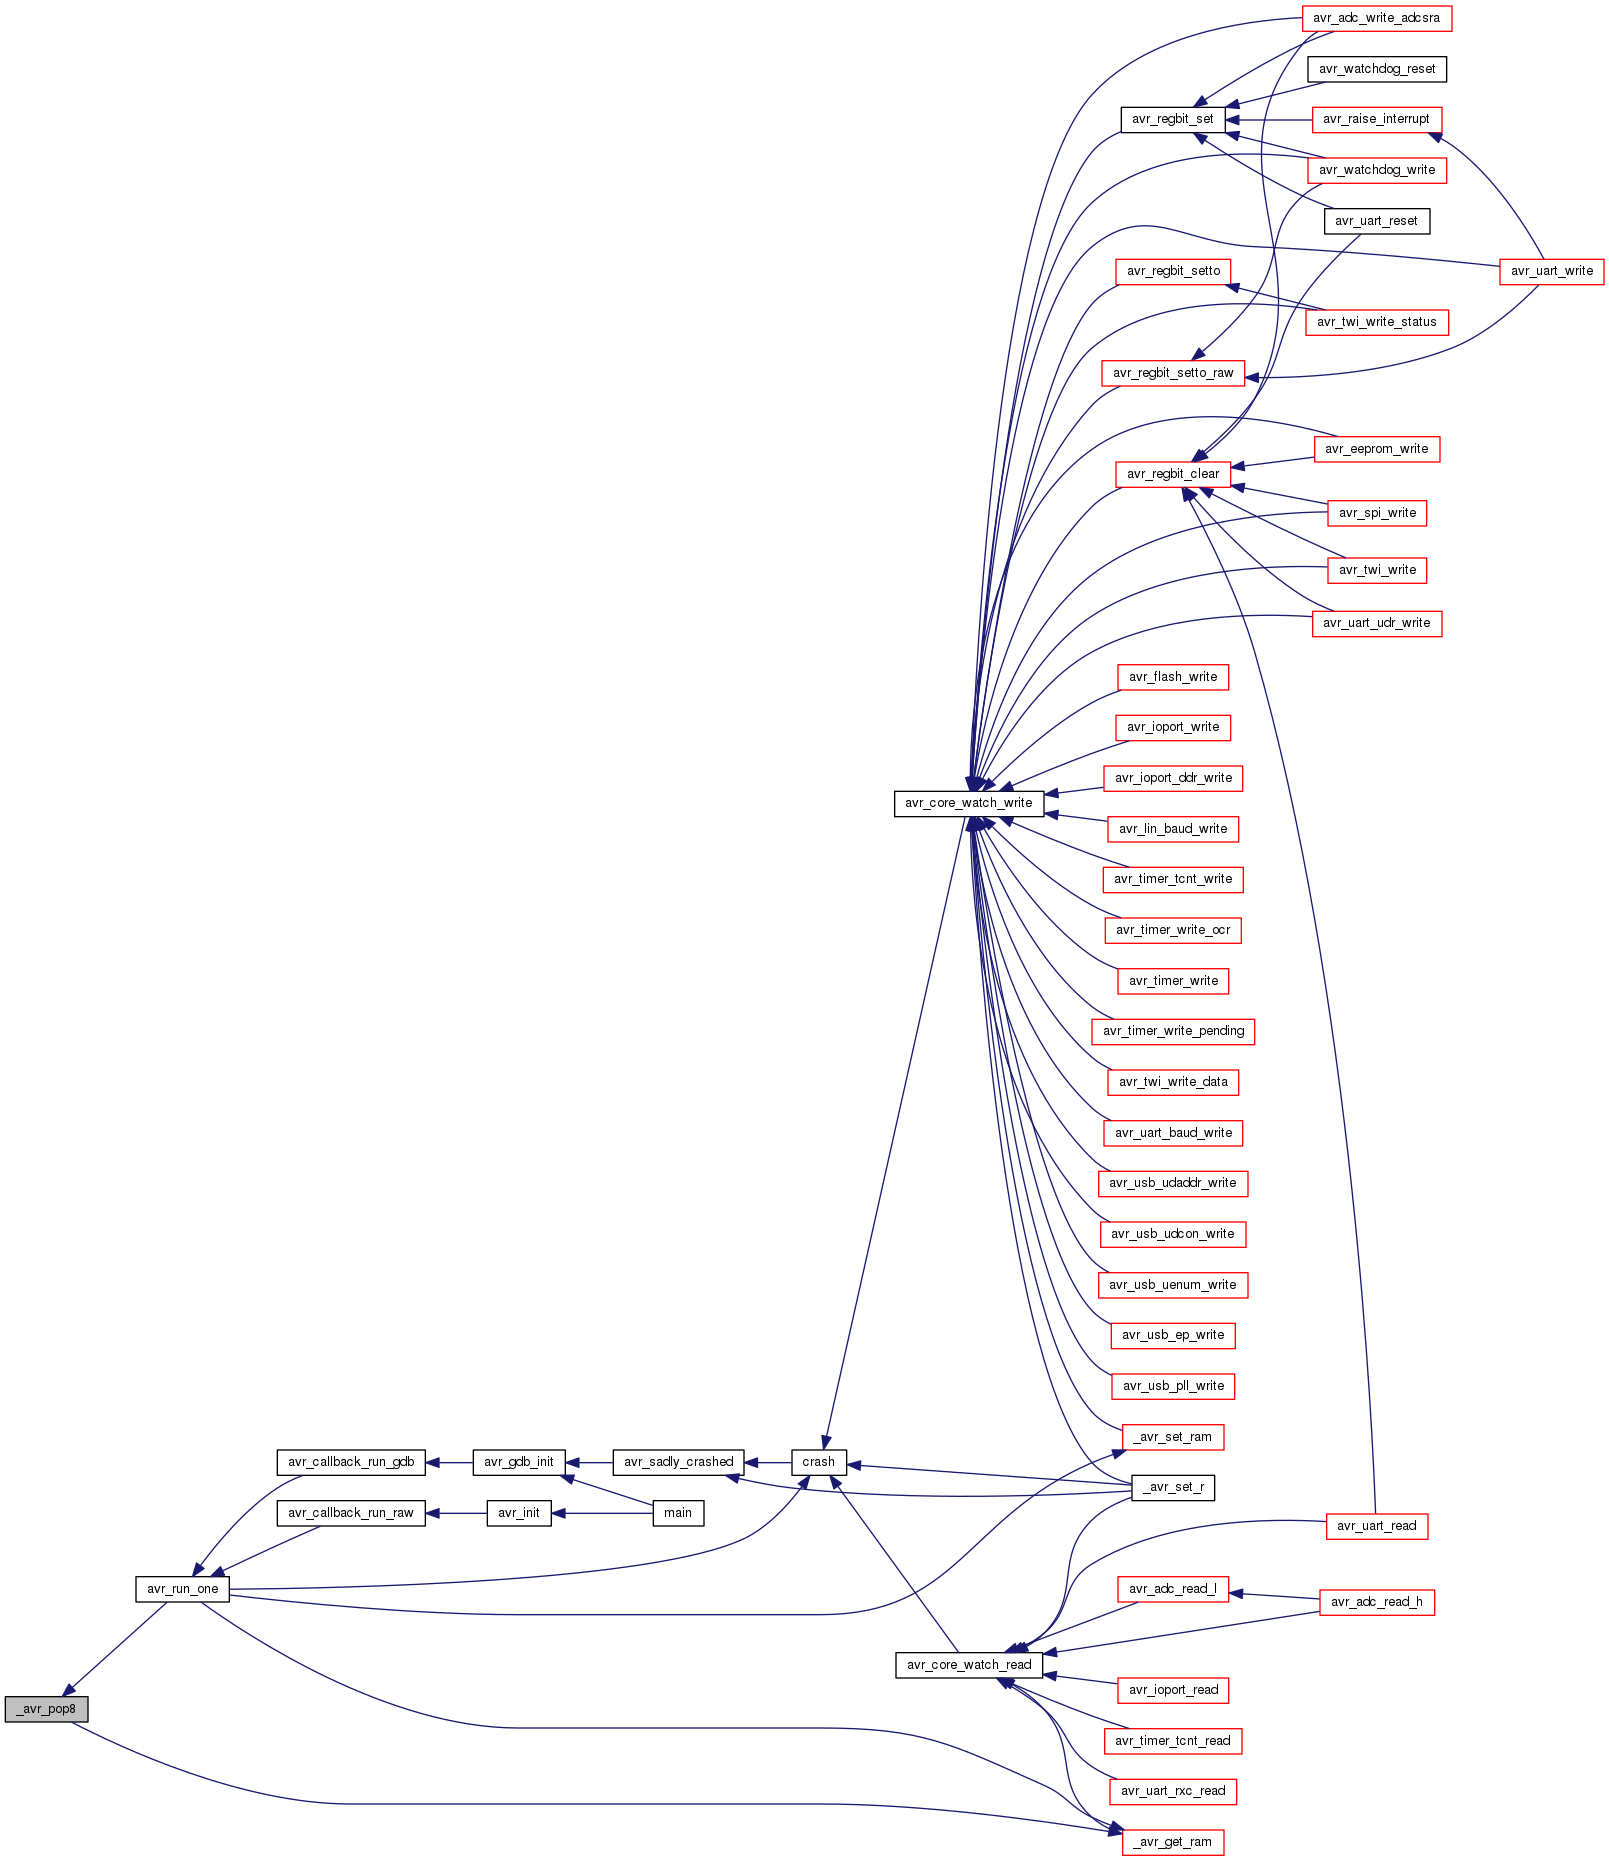 avr_adc_write_adcsra
avr_watchdog_reset
avr_regbit_set
avr_raise_interrupt
avr_watchdog_write
avr_uart_reset
avr_regbit_setto
avr_uart_write
avr_twi_write_status
avr_regbit_setto_raw
avr_eeprom_write
avr_regbit_clear
avr_spi_write
avr_twi_write
avr_uart_udr_write
avr_flash_write
avr_ioport_write
avr_ioport_ddr_write
avr_core_watch_write
avr_lin_baud_write
avr_timer_tcnt_write
avr_timer_write_ocr
avr_timer_write
avr_timer_write_pending
avr_twi_write_data
avr_uart_baud_write
avr_usb_udaddr_write
avr_usb_udcon_write
avr_usb_uenum_write
avr_usb_ep_write
avr_usb_pll_write
_avr_set_ram
avr_callback_run_gdb
avr_gdb_init
avr_sadly_crashed
crash
_avr_set_r
avr_callback_run_raw
avr_init
main
avr_uart_read
avr_run_one
avr_adc_read_l
avr_adc_read_h
avr_core_watch_read
avr_ioport_read
_avr_pop8
avr_timer_tcnt_read
avr_uart_rxc_read
_avr_get_ram